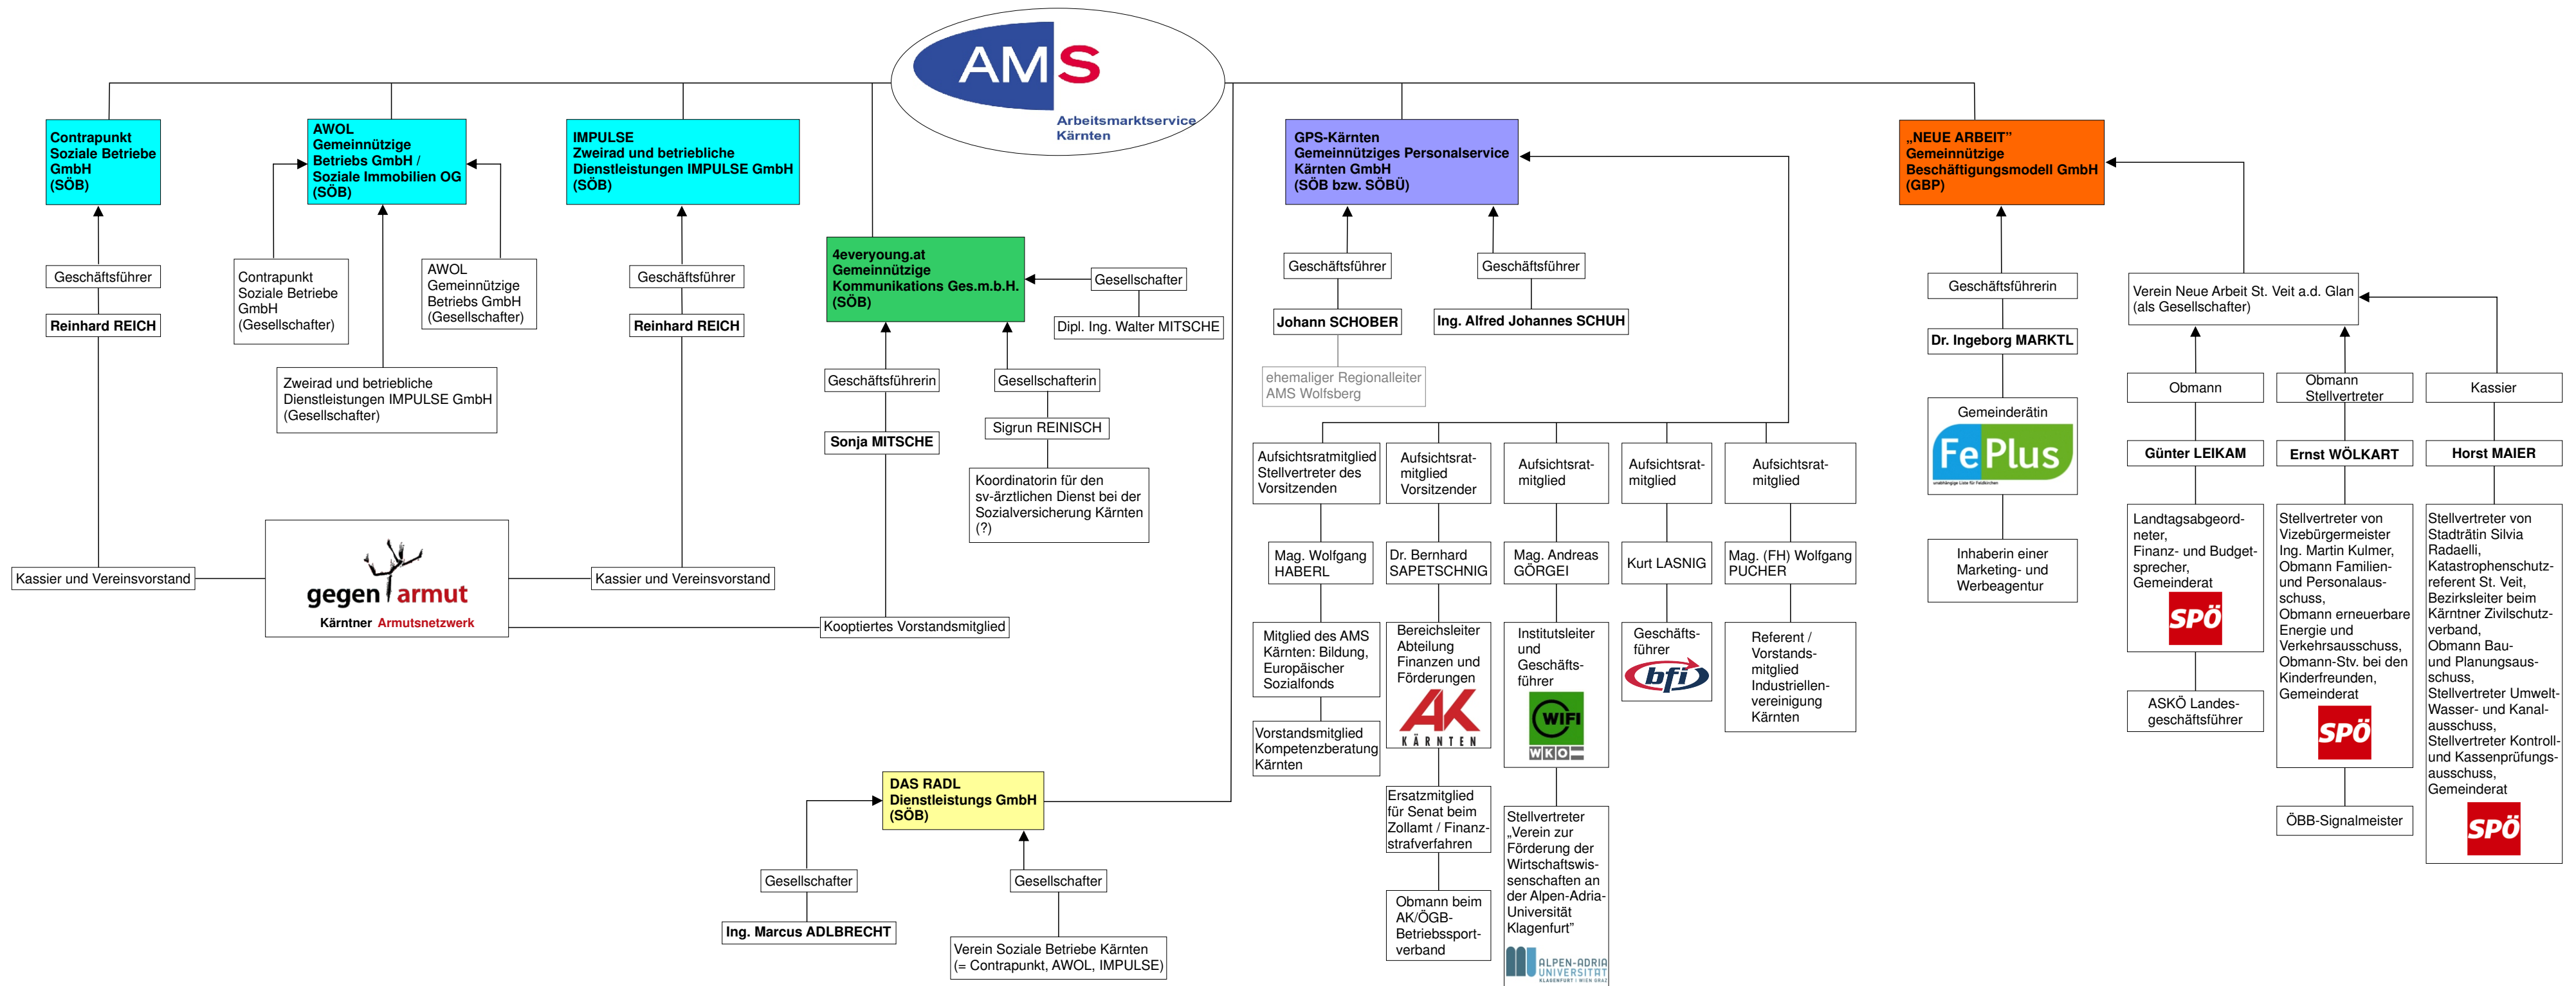 AMS
Arbeitsmarktservice
Kärnten
Contrapunkt
Soziale Betriebe
GmbH
(SÖB)
Geschäftsführer
Reinhard REICH
Kassier und Vereinsvorstand
AWOL
Gemeinnützige
Betriebs GmbH /
Soziale Immobilien OG
(SÖB)
Contrapunkt
Soziale Betriebe
GmbH
(Gesellschafter)
AWOL
Gemeinnützige
Betriebs GmbH
(Gesellschafter)
Zweirad und betriebliche
Dienstleistungen IMPULSE GmbH
(Gesellschafter)
gegen armut
Kärntner Armutsnetzwerk
IMPULSE
Zweirad und betriebliche
Dienstleistungen IMPULSE GmbH
(SÖB)
Geschäftsführer
Reinhard REICH
Kassier und Vereinsvorstand
4everyoung.at
Gemeinnützige
Kommunikations Ges.m.b.H.
(SÖB)
Gesellschafter
Dipl. Ing. Walter MITSCHE
Geschäftsführerin
Sonja MITSCHE
Kooptiertes Vorstandsmitglied
Gesellschafterin
Sigrun REINISCH
Koordinatorin für den
sv-ärztlichen Dienst bei der
Sozialversicherung Kärnten
(?)
DAS RADL
Dienstleistungs GmbH
(SÖB)
Gesellschafter
Ing. Marcus ADLBRECHT
Gesellschafter
Verein Soziale Betriebe Kärnten
(= Contrapunkt, AWOL, IMPULSE)
GPS-Kärnten
Gemeinnütziges Personalservice
Kärnten GmbH
(SÖB bzw. SÖBÜ)
Geschäftsführer
Johann SCHOBER
ehemaliger Regionalleiter
AMS Wolfsberg
Geschäftsführer
Ing. Alfred Johannes SCHUH
Aufsichtsratmitglied
Stellvertreter des
Vorsitzenden
Mag. Wolfgang
HABERL
Mitglied des AMS
Kärnten: Bildung,
Europäischer
Sozialfonds
Vorstandsmitglied
Kompetenzberatung
Kärnten
Aufsichtsrat-
mitglied
Vorsitzender
Dr. Bernhard
SAPETSCHNIG
Bereichsleiter
Abteilung
Finanzen und
Förderungen
AK
KÄRNTEN
Ersatzmitglied
für Senat beim
Zollamt / Finanz-
strafverfahren
Obmann beim
AK/ÖGB-
Betriebssport-
verband
Aufsichtsrat-
mitglied
Mag. Andreas
GÖRGEI
Institutsleiter
und
Geschäfts-
führer
WIFI
WKO
Stellvertreter
„Verein zur
Förderung der
Wirtschaftswis-
senschaften an
der Alpen-Adria-
Universität
Klagenfurt”
ALPEN-ADRIA
UNIVERSITÄT
KLAGENFURT I WIEN GRAZ
Aufsichtsrat-
mitglied
Kurt LASNIG
Geschäfts-
führer
bfi
Aufsichtsrat-
mitglied
Mag. (FH) Wolfgang
PUCHER
Referent /
Vorstands-
mitglied
Industriellen-
vereinigung
Kärnten
„NEUE ARBEIT”
Gemeinnützige
Beschäftigungsmodell GmbH
(GBP)
Geschäftsführerin
Dr. Ingeborg MARKTL
Gemeinderätin
FePlus
unabhängige Liste für Feldkirchen
Inhaberin einer
Marketing- und
Werbeagentur
Verein Neue Arbeit St. Veit a.d. Glan
(als Gesellschafter)
Obmann
Günter LEIKAM
Landtagsabgeord-
neter,
Finanz- und Budget-
sprecher,
Gemeinderat
SPÖ
ASKÖ Landes-
geschäftsführer
Obmann
Stellvertreter
Ernst WÖLKART
Stellvertreter von
Vizebürgermeister
Ing. Martin Kulmer,
Obmann Familien-
und Personalaus-
schuss,
Obmann erneuerbare
Energie und
Verkehrsausschuss,
Obmann-Stv. bei den
Kinderfreunden,
Gemeinderat
SPÖ
ÖBB-Signalmeister
Kassier
Horst MAIER
Stellvertreter von
Stadträtin Silvia
Radaelli,
Katastrophenschutz-
referent St. Veit,
Bezirksleiter beim
Kärntner Zivilschutz-
verband,
Obmann Bau-
und Planungsaus-
schuss,
Stellvertreter Umwelt-
Wasser- und Kanal-
ausschuss,
Stellvertreter Kontroll-
und Kassenprüfungs-
ausschuss,
Gemeinderat
SPÖ